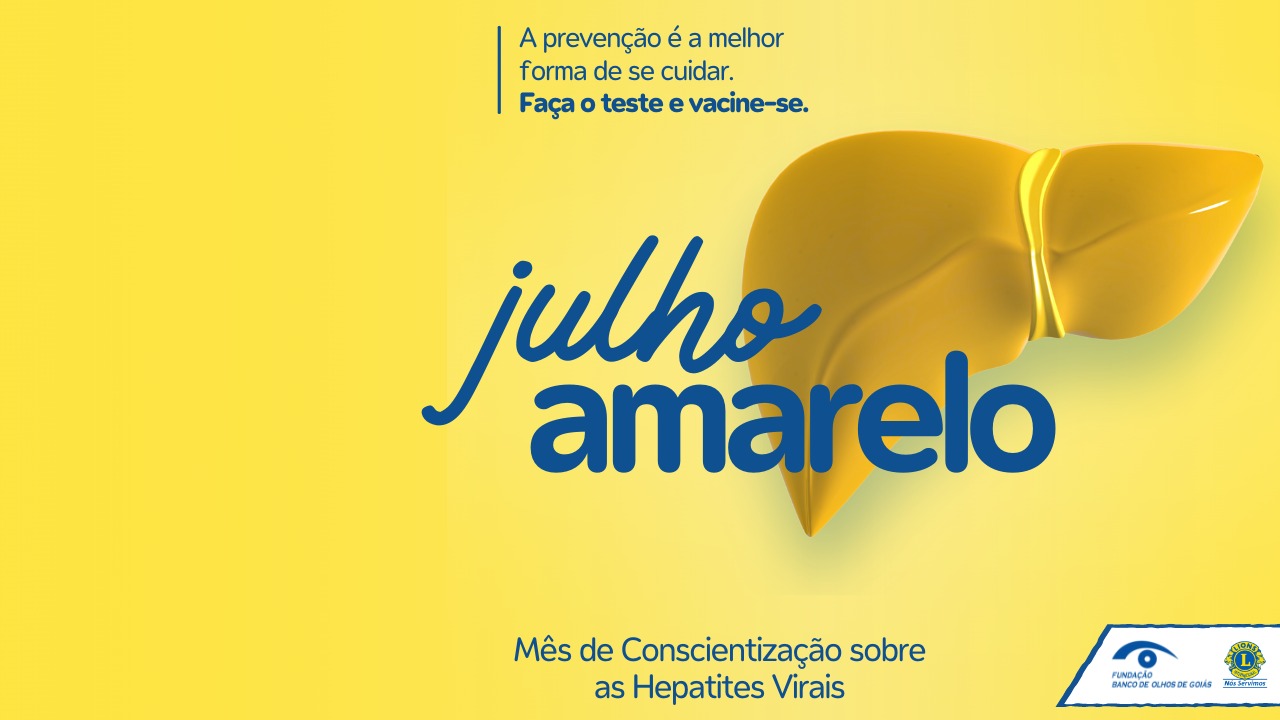 A prevenção é a melhor
forma de se cuidar.
Faça o teste e vacine-se.
julho
amarelo
Mês de Conscientização sobre
as Hepatites Virais
FUNDAÇÃO
BANCO DE OLHOS DE GOIÁS
LIONS
L
Nós Servimos